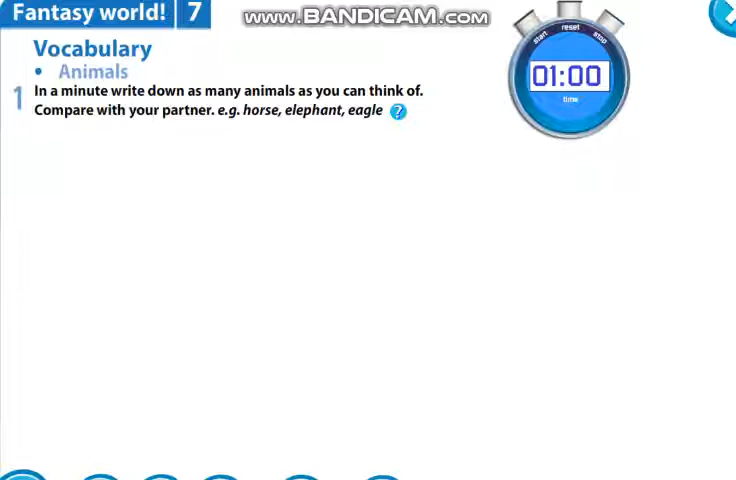 Fantasy world! 7
www.BANDICAM.com
Vocabulary
• Animals
1 In a minute write down as many animals as you can think of.
Compare with your partner. e.g. horse, elephant, eagle ?
start reset stop
01:00
time